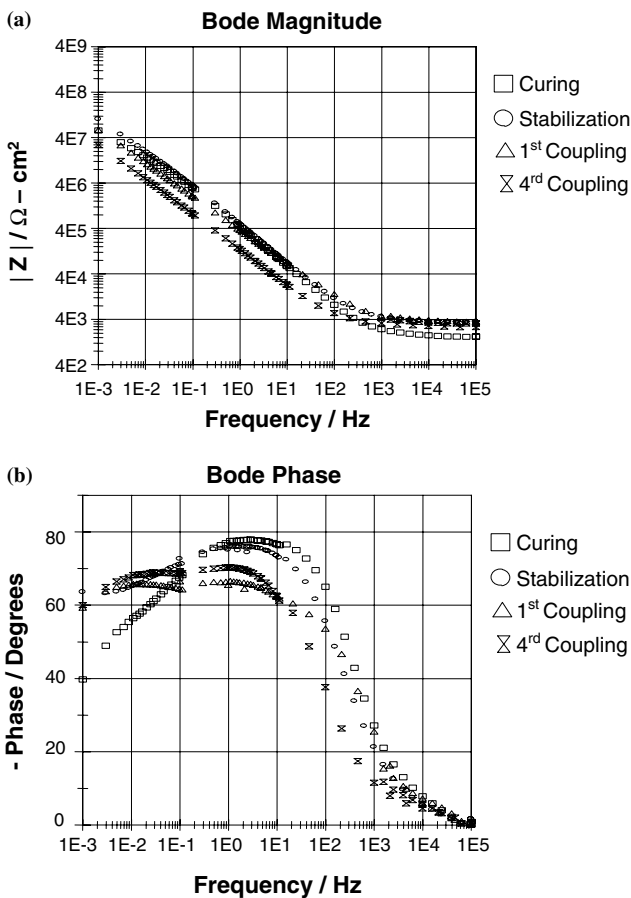 (a)
Bode Magnitude
4E9
4E8
4E7
4E6
4E5
4E4
4E3
4E2
| Z | / Ω – cm²
1E-3 1E-2 1E-1 1E0 1E1 1E2 1E3 1E4 1E5
Frequency / Hz
Curing
Stabilization
1st Coupling
4rd Coupling
(b)
Bode Phase
80
60
40
20
0
- Phase / Degrees
1E-3 1E-2 1E-1 1E0 1E1 1E2 1E3 1E4 1E5
Frequency / Hz
Curing
Stabilization
1st Coupling
4rd Coupling